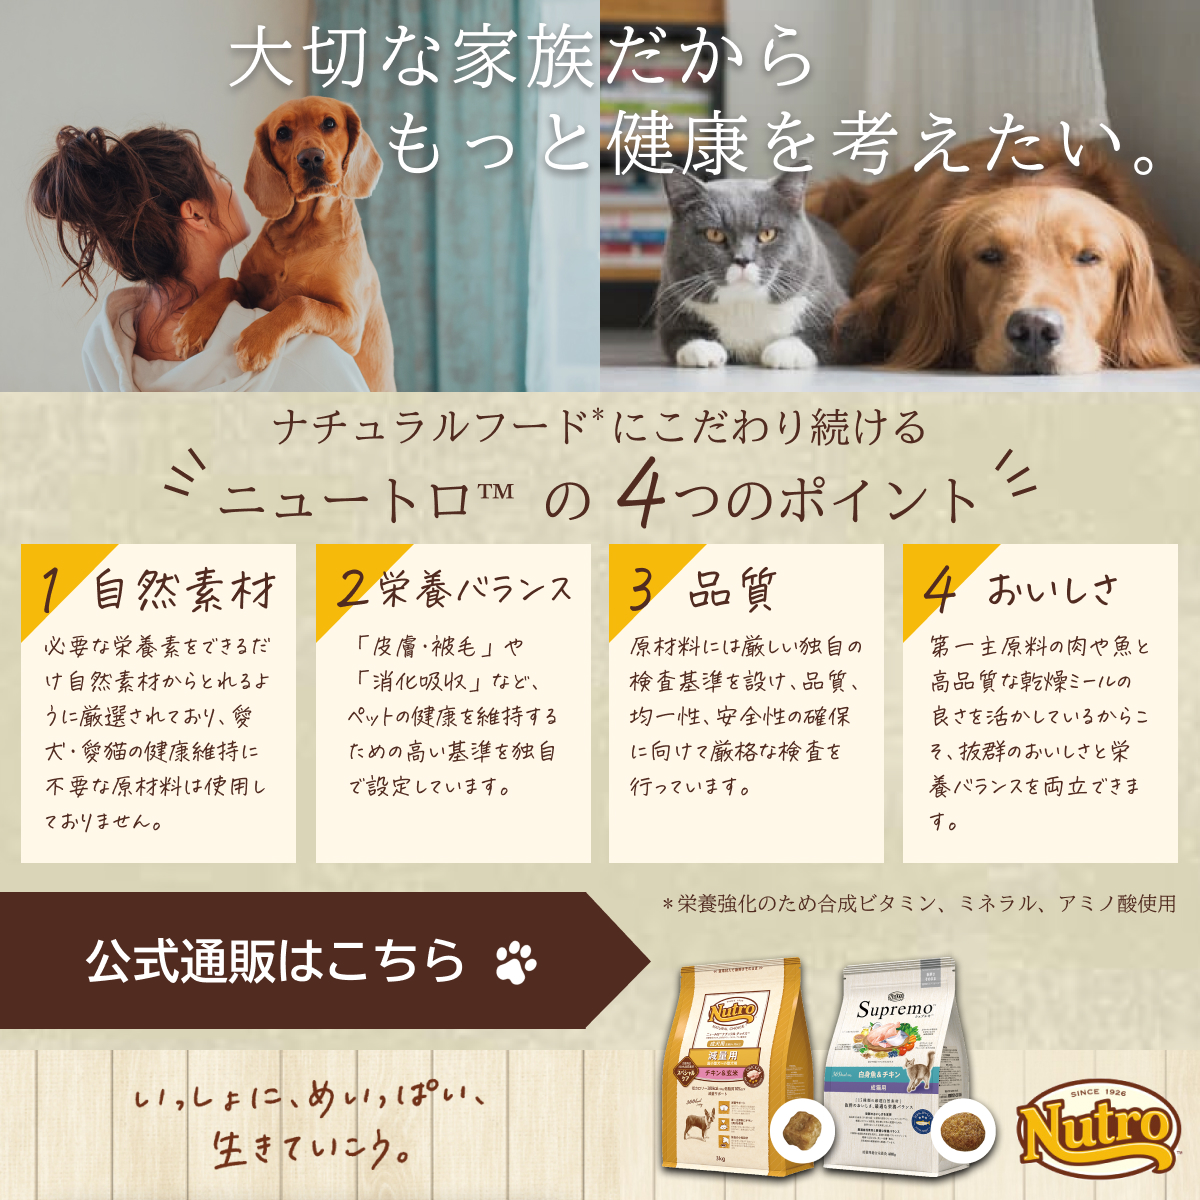 大切な家族だから
もっと健康を考えたい。
ナチュラルフード*にこだわり続ける
ニュートロ™ の 4つのポイント
1 自然素材
必要な栄養素をできるだ
け自然素材からとれるよ
うに厳選されており、愛
犬・愛猫の健康維持に
不要な原材料は使用し
ておりません。
2 栄養バランス
「皮膚・被毛」や
「消化吸収」など、
ペットの健康を維持する
ための高い基準を独自
で設定しています。
3 品質
原材料には厳しい独自の
検査基準を設け、品質、
均一性、安全性の確保
に向けて厳格な検査を
行っています。
4 おいしさ
第一主原料の肉や魚と
高品質な乾燥ミールの
良さを活かしているからこ
そ、抜群のおいしさと栄
養バランスを両立できま
す。
*栄養強化のため合成ビタミン、ミネラル、アミノ酸使用
公式通販はこちら
いっしょに、めいっぱい、
生きていこう。
Nutro
NATURAL CHOICE
減量用
チキン&玄米
スペシャル
ケア
3kg
Supremo
白身魚&チキン
成猫用
SINCE 1926
Nutro™